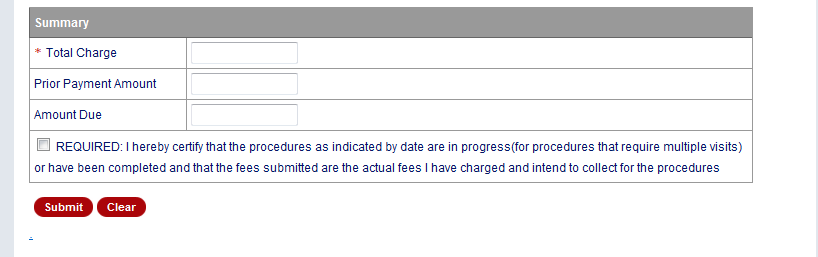 Summary
* Total Charge
Prior Payment Amount
Amount Due
REQUIRED: I hereby certify that the procedures as indicated by date are in progress(for procedures that require multiple visits)
or have been completed and that the fees submitted are the actual fees I have charged and intend to collect for the procedures
Submit Clear
.